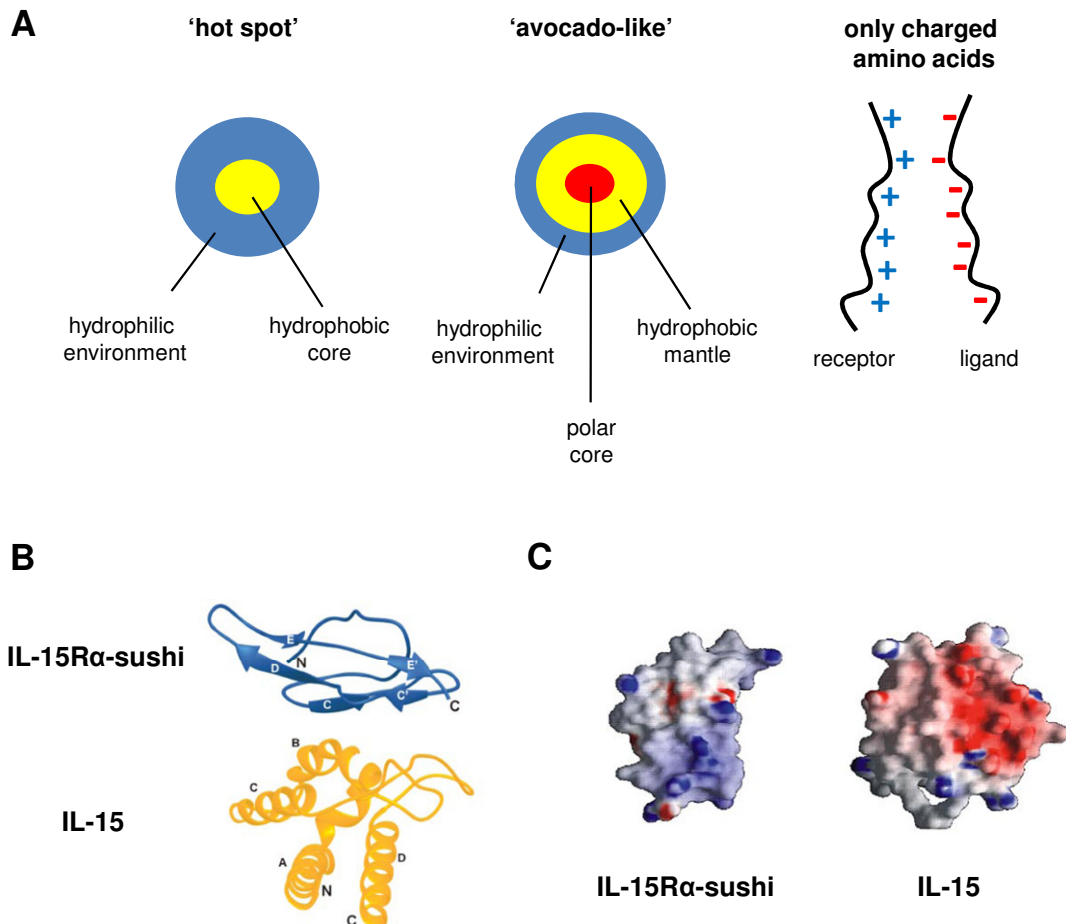 A
'hot spot'
'avocado-like'
only charged
amino acids
hydrophilic
environment
hydrophobic
core
hydrophilic
environment
hydrophobic
mantle
polar
core
+
+
+
+
+
+
-
-
-
-
-
-
-
receptor
ligand
B
IL-15Rα-sushi
E
N
D
E'
C
C'
C
IL-15
B
C
A
N
D
C
C
IL-15Rα-sushi
IL-15